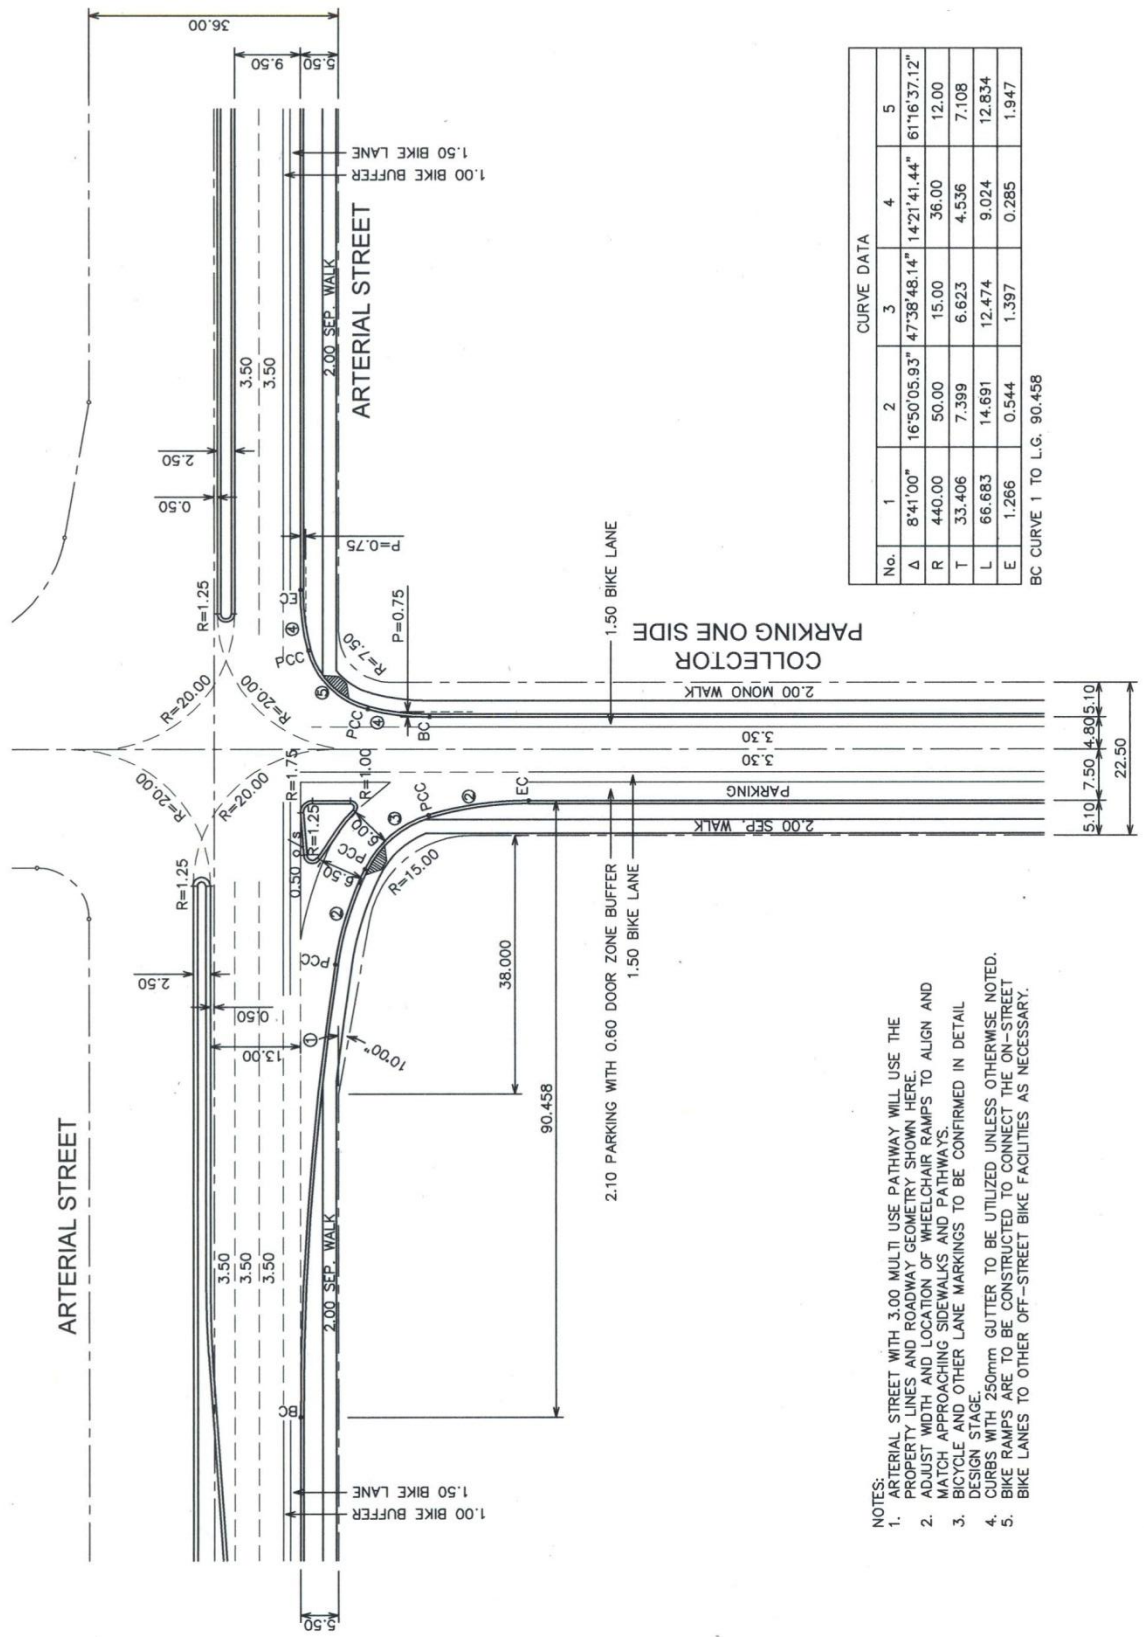 ARTERIAL STREET
36.00
9.50
5.50
1.50 BIKE LANE
1.00 BIKE BUFFER
2.00 SEP. WALK
ARTERIAL STREET
3.50
3.50
2.50
0.50
R=1.25
EC
P=0.75
④
PCC
R=7.50
P=0.75
⑤
PCC
④
BC
R=20.00
R=20.00
R=20.00
R=20.00
R=1.75
R=1.00
R=1.25
0.50 o/s
6.00
6.50
PCC
③
PCC
②
EC
R=15.00
②
PCC
①
10'00"
R=1.25
2.50
0.50
13.00
3.50
3.50
3.50
2.00 SEP. WALK
BC
1.50 BIKE LANE
1.00 BIKE BUFFER
5.50
38.000
90.458
2.10 PARKING WITH 0.60 DOOR ZONE BUFFER
1.50 BIKE LANE
1.50 BIKE LANE
COLLECTOR
PARKING ONE SIDE
2.00 MONO WALK
3.30
3.30
PARKING
2.00 SEP. WALK
5.10 7.50 4.80 5.10
22.50
CURVE DATA
No. 1 2 3 4 5
Δ 8°41'00" 16°50'05.93" 47°38'48.14" 14°21'41.44" 61°16'37.12"
R 440.00 50.00 15.00 36.00 12.00
T 33.406 7.399 6.623 4.536 7.108
L 66.683 14.691 12.474 9.024 12.834
E 1.266 0.544 1.397 0.285 1.947
BC CURVE 1 TO L.G. 90.458
NOTES:
1. ARTERIAL STREET WITH 3.00 MULTI USE PATHWAY WILL USE THE
PROPERTY LINES AND ROADWAY GEOMETRY SHOWN HERE.
2. ADJUST WIDTH AND LOCATION OF WHEELCHAIR RAMPS TO ALIGN AND
MATCH APPROACHING SIDEWALKS AND PATHWAYS.
3. BICYCLE AND OTHER LANE MARKINGS TO BE CONFIRMED IN DETAIL
DESIGN STAGE.
4. CURBS WITH 250mm GUTTER TO BE UTILIZED UNLESS OTHERWISE NOTED.
5. BIKE RAMPS ARE TO BE CONSTRUCTED TO CONNECT THE ON-STREET
BIKE LANES TO OTHER OFF-STREET BIKE FACILITIES AS NECESSARY.